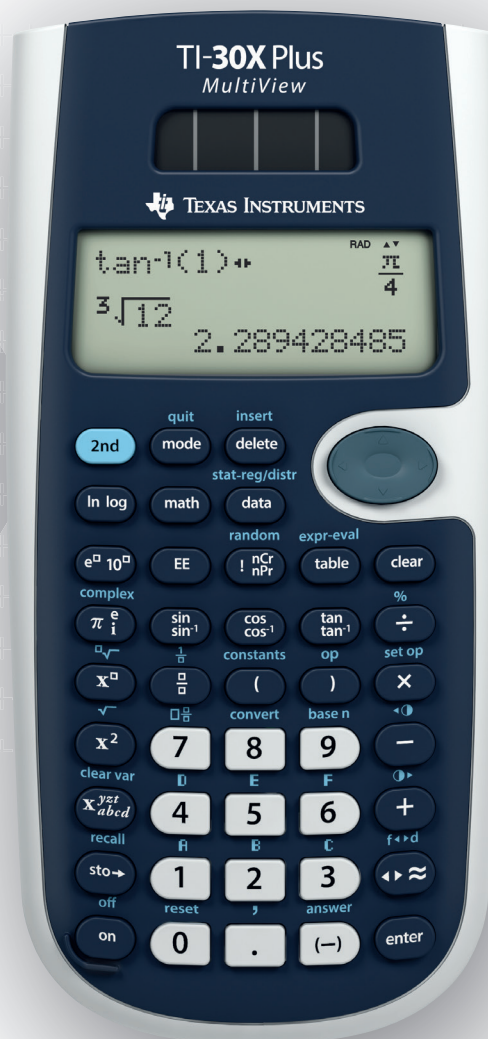 TI-30X Plus
MultiView
TEXAS INSTRUMENTS
RAD ▲▼
tan⁻¹(1)◂▸ π/4
³√12
2.289428485
quit insert
2nd mode delete
stat-reg/distr
ln log math data
random expr-eval
e□ 10□ EE ! nCr nPr table clear
complex %
π e i sin sin⁻¹ cos cos⁻¹ tan tan⁻¹ ÷
□√ 1/□ constants op set op
x□ □/□ ( ) ×
√ □□/□ convert base n ◂◑
x² 7 8 9 −
clear var D E F ◑▸
x yzt abcd 4 5 6 +
recall A B C f◂▸d
sto→ 1 2 3 ◂▸≈
off reset , answer
on 0 . (−) enter